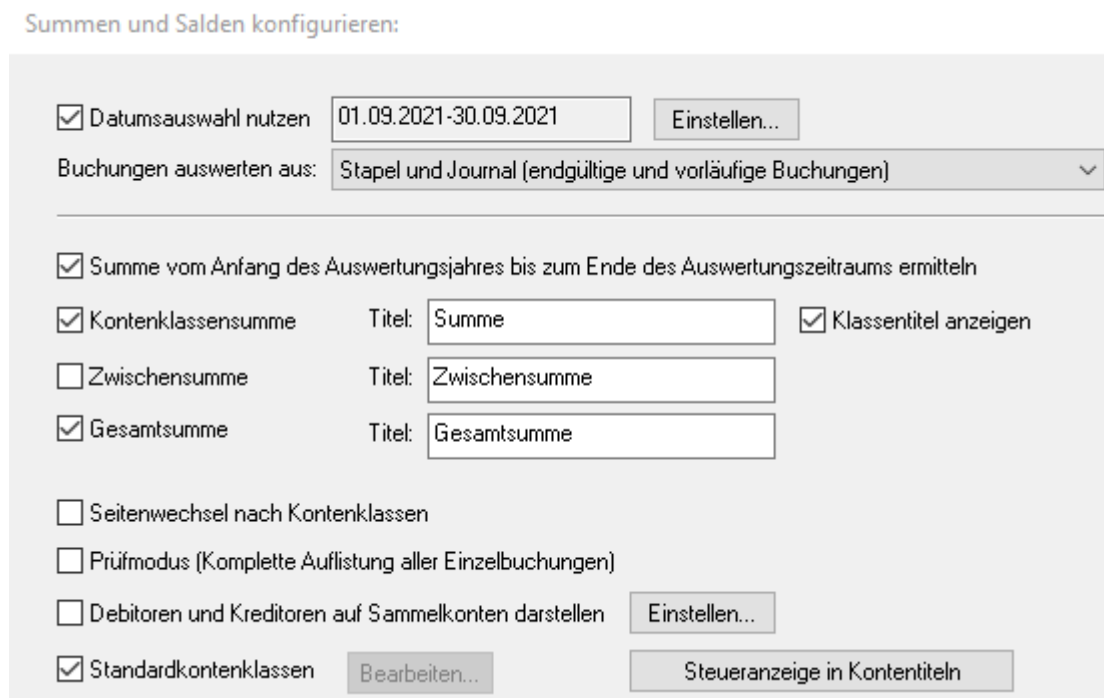 Summen und Salden konfigurieren:
Datumsauswahl nutzen 01.09.2021-30.09.2021 Einstellen...
Buchungen auswerten aus: Stapel und Journal (endgültige und vorläufige Buchungen)
Summe vom Anfang des Auswertungsjahres bis zum Ende des Auswertungszeitraums ermitteln
Kontenklassensumme Titel: Summe Klassentitel anzeigen
Zwischensumme Titel: Zwischensumme
Gesamtsumme Titel: Gesamtsumme
Seitenwechsel nach Kontenklassen
Prüfmodus (Komplette Auflistung aller Einzelbuchungen)
Debitoren und Kreditoren auf Sammelkonten darstellen Einstellen...
Standardkontenklassen Bearbeiten... Steueranzeige in Kontentiteln